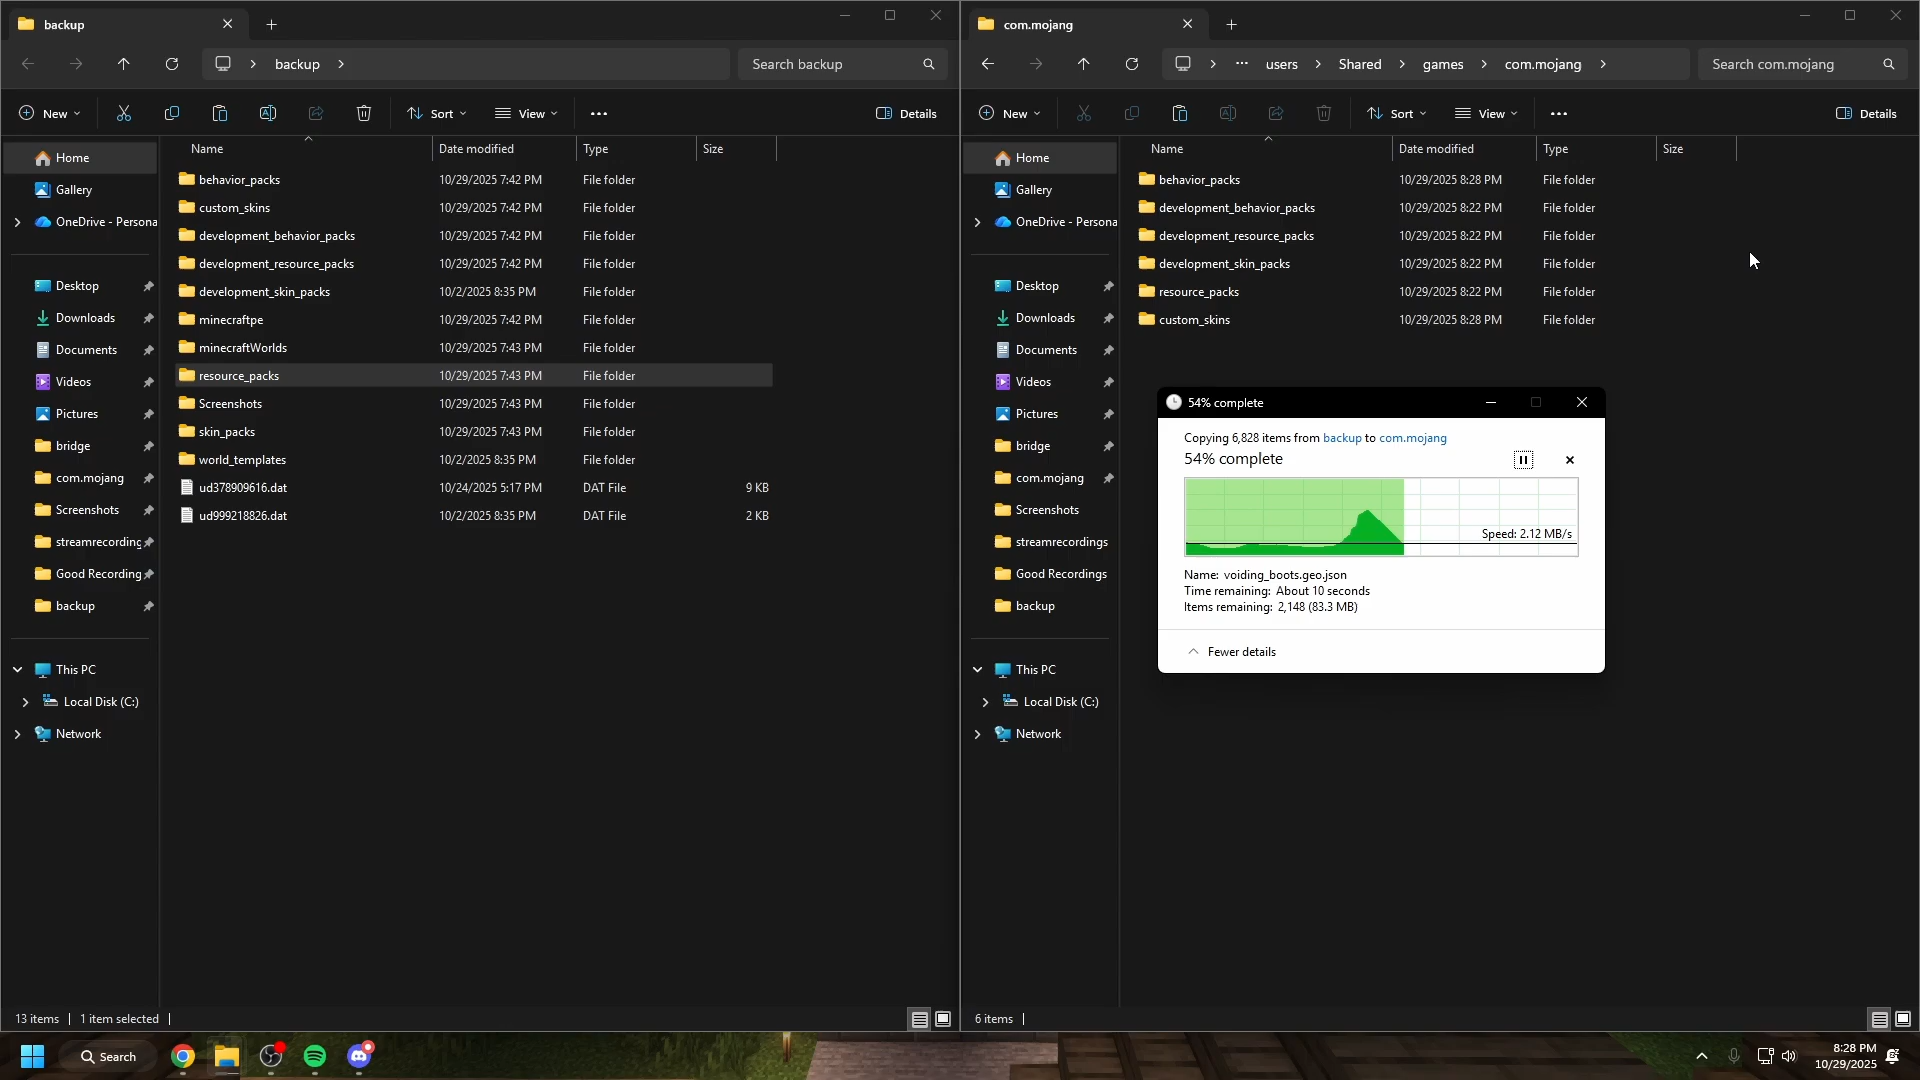 backup
Search backup
New
Sort
View
Details
Name
Date modified
Type
Size
Home
Gallery
OneDrive - Persona
Desktop
Downloads
Documents
Videos
Pictures
bridge
com.mojang
Screenshots
streamrecording
Good Recording
backup
This PC
Local Disk (C:)
Network
behavior_packs 10/29/2025 7:42 PM File folder
custom_skins 10/29/2025 7:42 PM File folder
development_behavior_packs 10/29/2025 7:42 PM File folder
development_resource_packs 10/29/2025 7:42 PM File folder
development_skin_packs 10/2/2025 8:35 PM File folder
minecraftpe 10/29/2025 7:42 PM File folder
minecraftWorlds 10/29/2025 7:43 PM File folder
resource_packs 10/29/2025 7:43 PM File folder
Screenshots 10/29/2025 7:43 PM File folder
skin_packs 10/29/2025 7:43 PM File folder
world_templates 10/2/2025 8:35 PM File folder
ud378909616.dat 10/24/2025 5:17 PM DAT File 9 KB
ud999218826.dat 10/2/2025 8:35 PM DAT File 2 KB
13 items 1 item selected
com.mojang
users Shared games com.mojang
Search com.mojang
New
Sort
View
Details
Name
Date modified
Type
Size
Home
Gallery
OneDrive - Persona
Desktop
Downloads
Documents
Videos
Pictures
bridge
com.mojang
Screenshots
streamrecordings
Good Recordings
backup
This PC
Local Disk (C:)
Network
behavior_packs 10/29/2025 8:28 PM File folder
development_behavior_packs 10/29/2025 8:22 PM File folder
development_resource_packs 10/29/2025 8:22 PM File folder
development_skin_packs 10/29/2025 8:22 PM File folder
resource_packs 10/29/2025 8:22 PM File folder
custom_skins 10/29/2025 8:28 PM File folder
54% complete
Copying 6,828 items from backup to com.mojang
54% complete
Speed: 2.12 MB/s
Name: voiding_boots.geo.json
Time remaining: About 10 seconds
Items remaining: 2,148 (83.3 MB)
Fewer details
6 items
Search
8:28 PM
10/29/2025